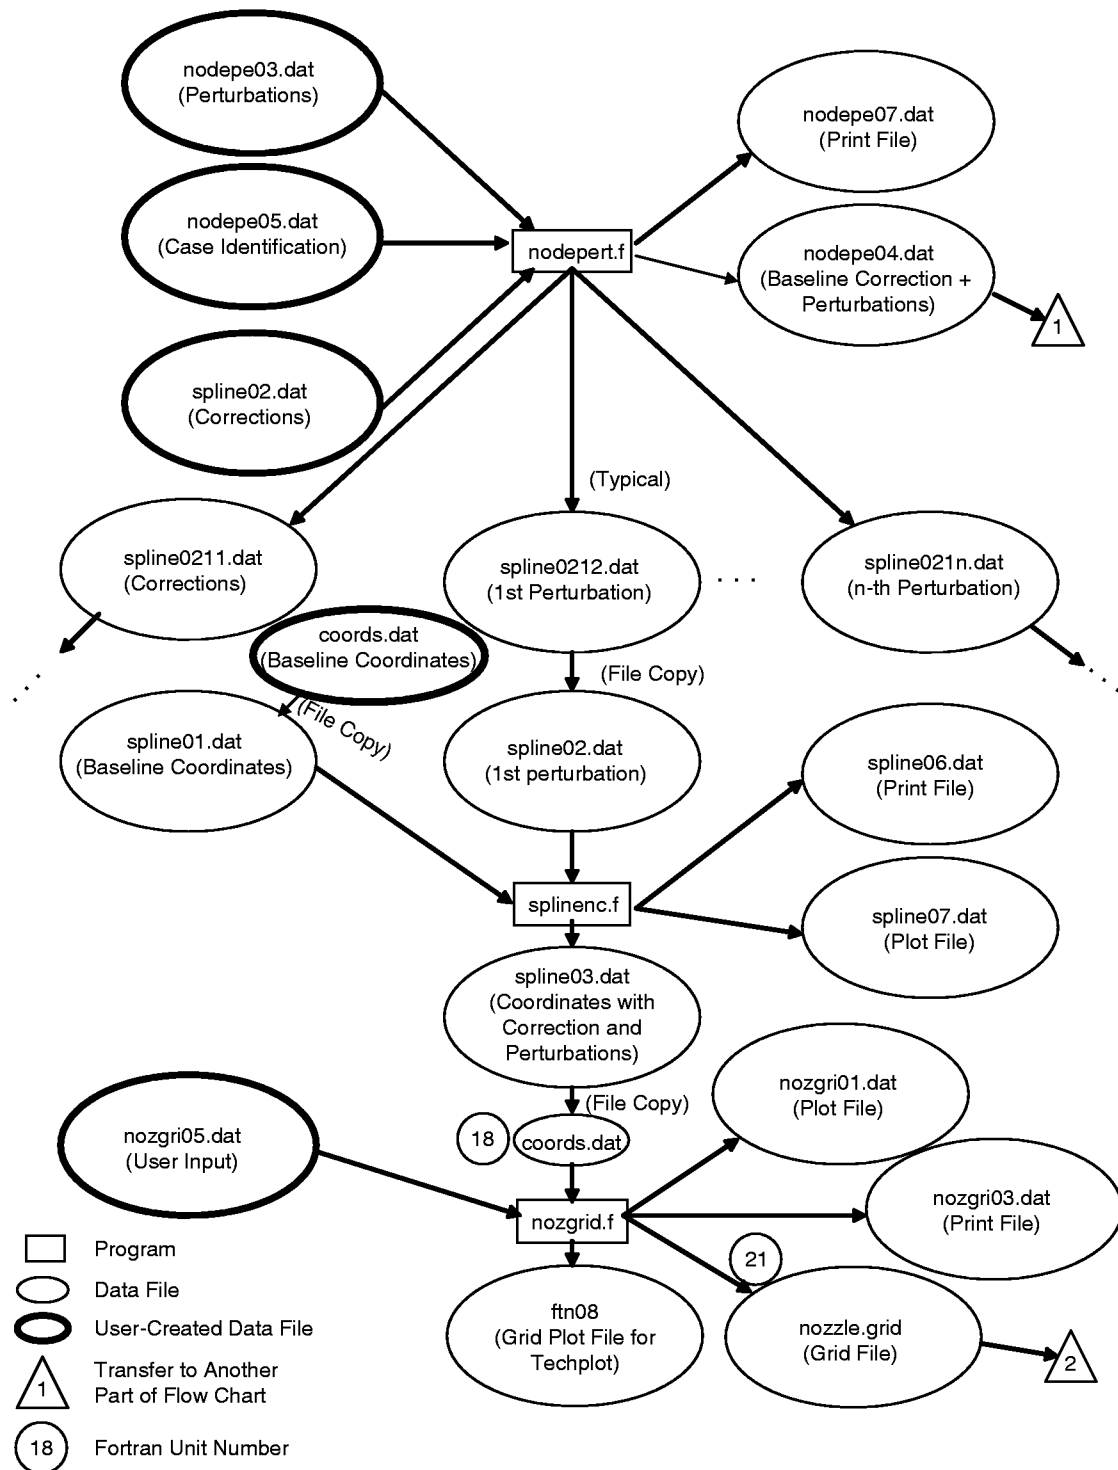 nodepe03.dat
(Perturbations)
nodepe07.dat
(Print File)
nodepe05.dat
(Case Identification)
nodepert.f
nodepe04.dat
(Baseline Correction +
Perturbations)
1
spline02.dat
(Corrections)
(Typical)
spline0211.dat
(Corrections)
spline0212.dat
(1st Perturbation)
. . .
spline021n.dat
(n-th Perturbation)
coords.dat
(Baseline Coordinates)
(File Copy)
(File Copy)
spline01.dat
(Baseline Coordinates)
spline02.dat
(1st perturbation)
spline06.dat
(Print File)
splinenc.f
spline07.dat
(Plot File)
spline03.dat
(Coordinates with
Correction and
Perturbations)
nozgri01.dat
(Plot File)
(File Copy)
18
coords.dat
nozgri05.dat
(User Input)
nozgri03.dat
(Print File)
nozgrid.f
21
ftn08
(Grid Plot File for
Techplot)
nozzle.grid
(Grid File)
2
Program
Data File
User-Created Data File
1
Transfer to Another
Part of Flow Chart
18
Fortran Unit Number